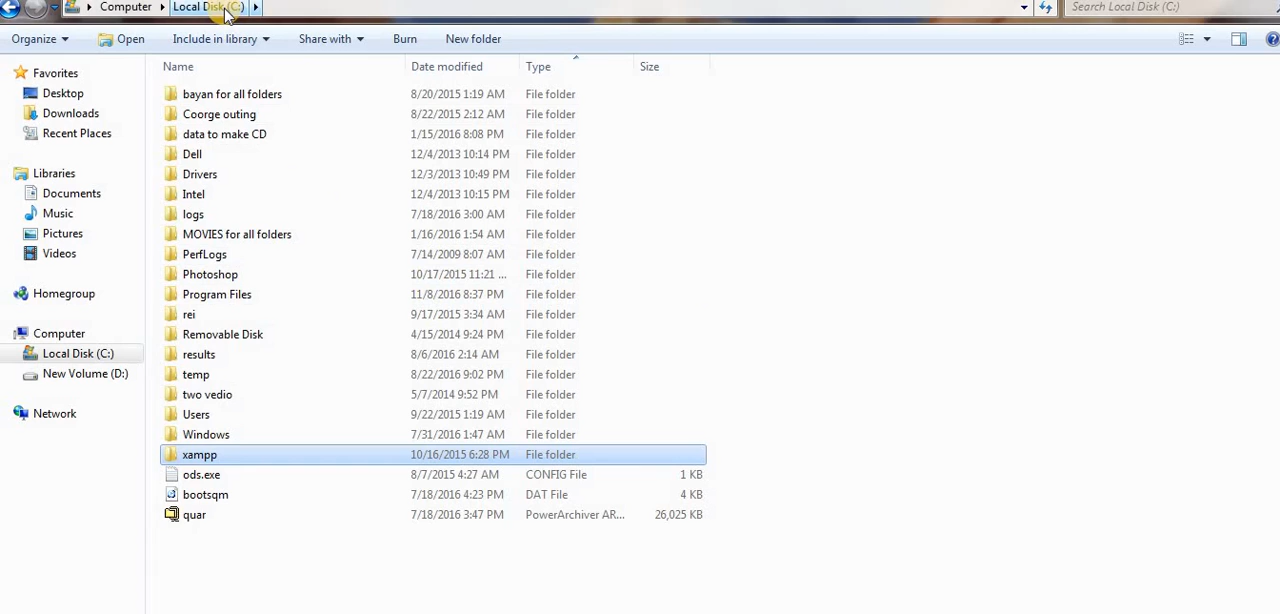 Computer Local Disk (C:) Search Local Disk (C:)
Organize Open Include in library Share with Burn New folder
Favorites
Desktop
Downloads
Recent Places
Libraries
Documents
Music
Pictures
Videos
Homegroup
Computer
Local Disk (C:)
New Volume (D:)
Network
Name Date modified Type Size
bayan for all folders 8/20/2015 1:19 AM File folder
Coorge outing 8/22/2015 2:12 AM File folder
data to make CD 1/15/2016 8:08 PM File folder
Dell 12/4/2013 10:14 PM File folder
Drivers 12/3/2013 10:49 PM File folder
Intel 12/4/2013 10:15 PM File folder
logs 7/18/2016 3:00 AM File folder
MOVIES for all folders 1/16/2016 1:54 AM File folder
PerfLogs 7/14/2009 8:07 AM File folder
Photoshop 10/17/2015 11:21 ... File folder
Program Files 11/8/2016 8:37 PM File folder
rei 9/17/2015 3:34 AM File folder
Removable Disk 4/15/2014 9:24 PM File folder
results 8/6/2016 2:14 AM File folder
temp 8/22/2016 9:02 PM File folder
two vedio 5/7/2014 9:52 PM File folder
Users 9/22/2015 1:19 AM File folder
Windows 7/31/2016 1:47 AM File folder
xampp 10/16/2015 6:28 PM File folder
ods.exe 8/7/2015 4:27 AM CONFIG File 1 KB
bootsqm 7/18/2016 4:23 PM DAT File 4 KB
quar 7/18/2016 3:47 PM PowerArchiver AR... 26,025 KB